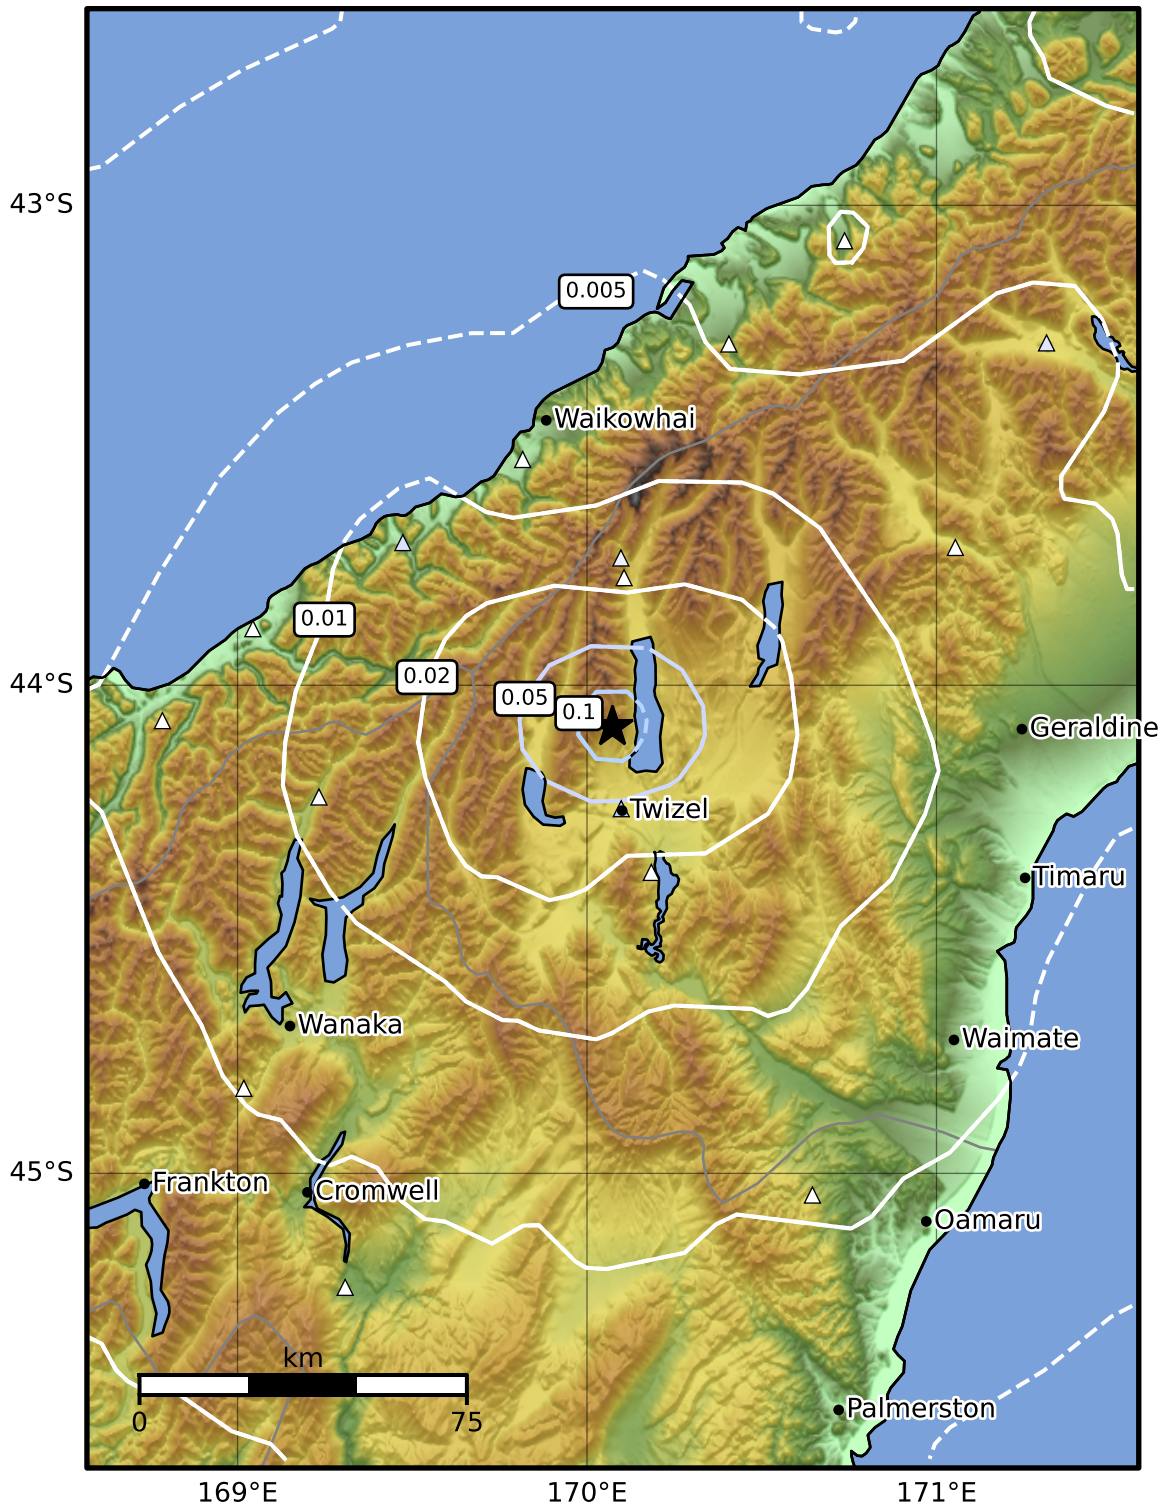 43°S
0.005
Waikowhai
0.01
0.02
44°S
0.05
0.1
Geraldine
Twizel
Timaru
Wanaka
Waimate
45°S
Frankton
Cromwell
Oamaru
km
0
75
Palmerston
169°E
170°E
171°E